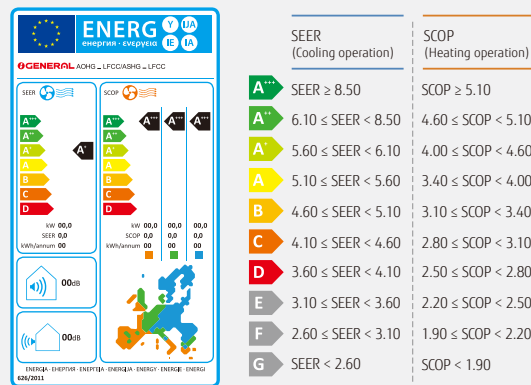 ENERG Y IJA
енергия · ενεργεια IE IA
GENERAL AOHG _ LFCC/ASHG _ LFCC
SEER
SCOP
A+++ A+++ A+++ A+++ A+++
A++ A++
A+ A+ A+
A A
B B
C C
D D
kW 00,0 kW 00,0 00,0 00,0
SEER 0,0 SCOP 0,0 0,0 0,0
kWh/annum 00 kWh/annum 00 00 00
00dB
00dB
ENERGIA · ЕНЕРГИЯ · ΕΝΕΡΓΕΙΑ · ENERGIJA · ENERGY · ENERGIE · ENERGI
626/2011
SEER
(Cooling operation)
SCOP
(Heating operation)
A+++ SEER ≥ 8.50 SCOP ≥ 5.10
A++ 6.10 ≤ SEER < 8.50 4.60 ≤ SCOP < 5.10
A+ 5.60 ≤ SEER < 6.10 4.00 ≤ SCOP < 4.60
A 5.10 ≤ SEER < 5.60 3.40 ≤ SCOP < 4.00
B 4.60 ≤ SEER < 5.10 3.10 ≤ SCOP < 3.40
C 4.10 ≤ SEER < 4.60 2.80 ≤ SCOP < 3.10
D 3.60 ≤ SEER < 4.10 2.50 ≤ SCOP < 2.80
E 3.10 ≤ SEER < 3.60 2.20 ≤ SCOP < 2.50
F 2.60 ≤ SEER < 3.10 1.90 ≤ SCOP < 2.20
G SEER < 2.60 SCOP < 1.90